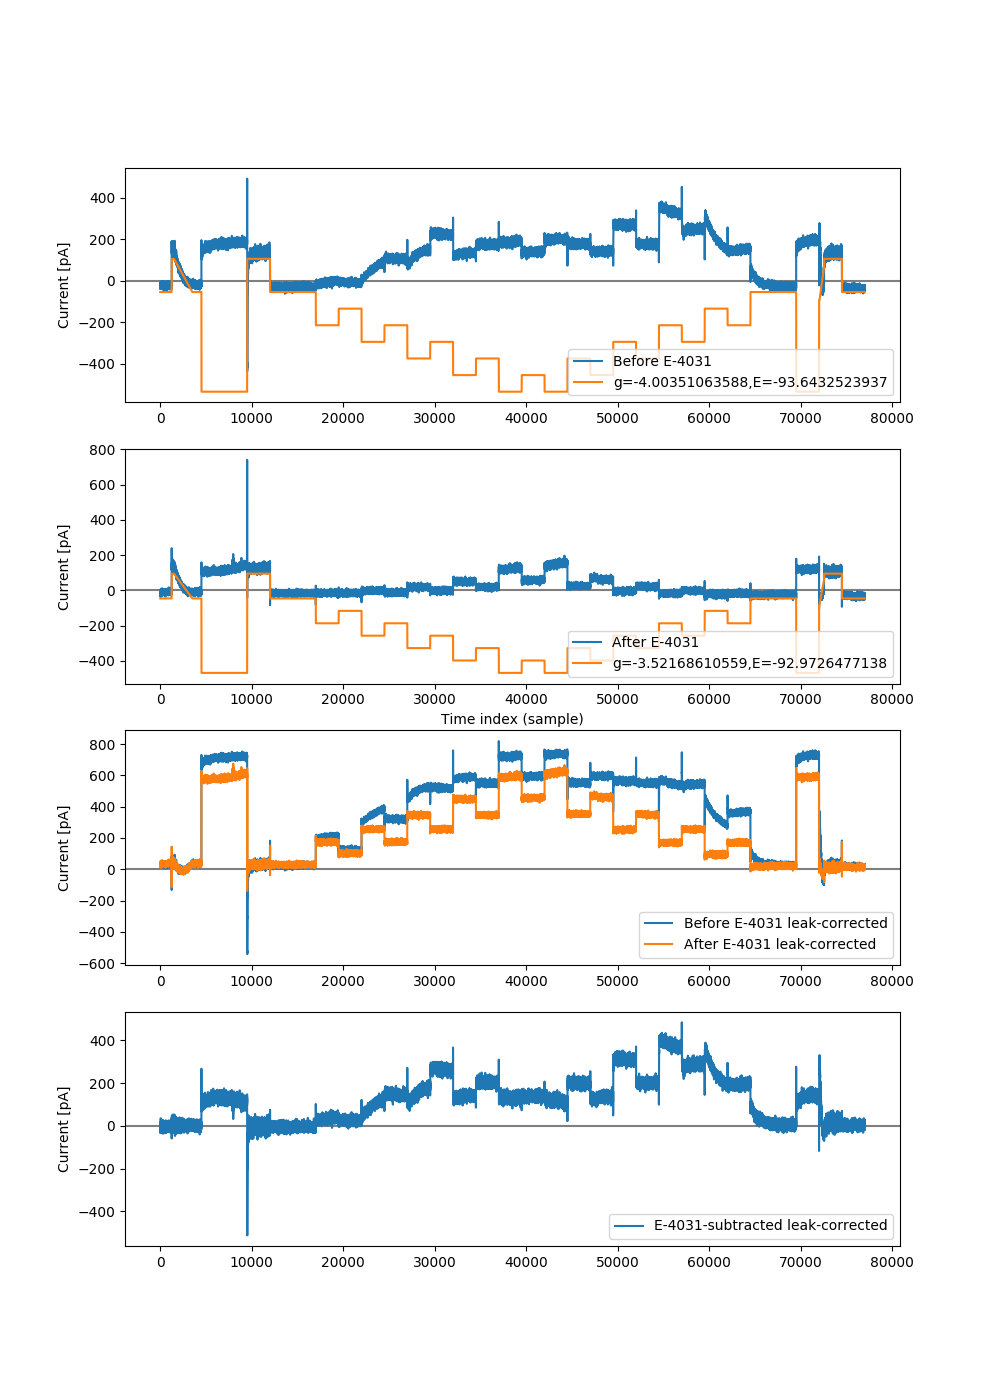 400
200
0
−200
−400
Current [pA]
Before E-4031
g=-4.00351063588,E=-93.6432523937
0 10000 20000 30000 40000 50000 60000 70000 80000
800
600
400
200
0
−200
−400
Current [pA]
After E-4031
g=-3.52168610559,E=-92.9726477138
0 10000 20000 30000 40000 50000 60000 70000 80000
Time index (sample)
800
600
400
200
0
−200
−400
−600
Current [pA]
Before E-4031 leak-corrected
After E-4031 leak-corrected
0 10000 20000 30000 40000 50000 60000 70000 80000
400
200
0
−200
−400
Current [pA]
E-4031-subtracted leak-corrected
0 10000 20000 30000 40000 50000 60000 70000 80000